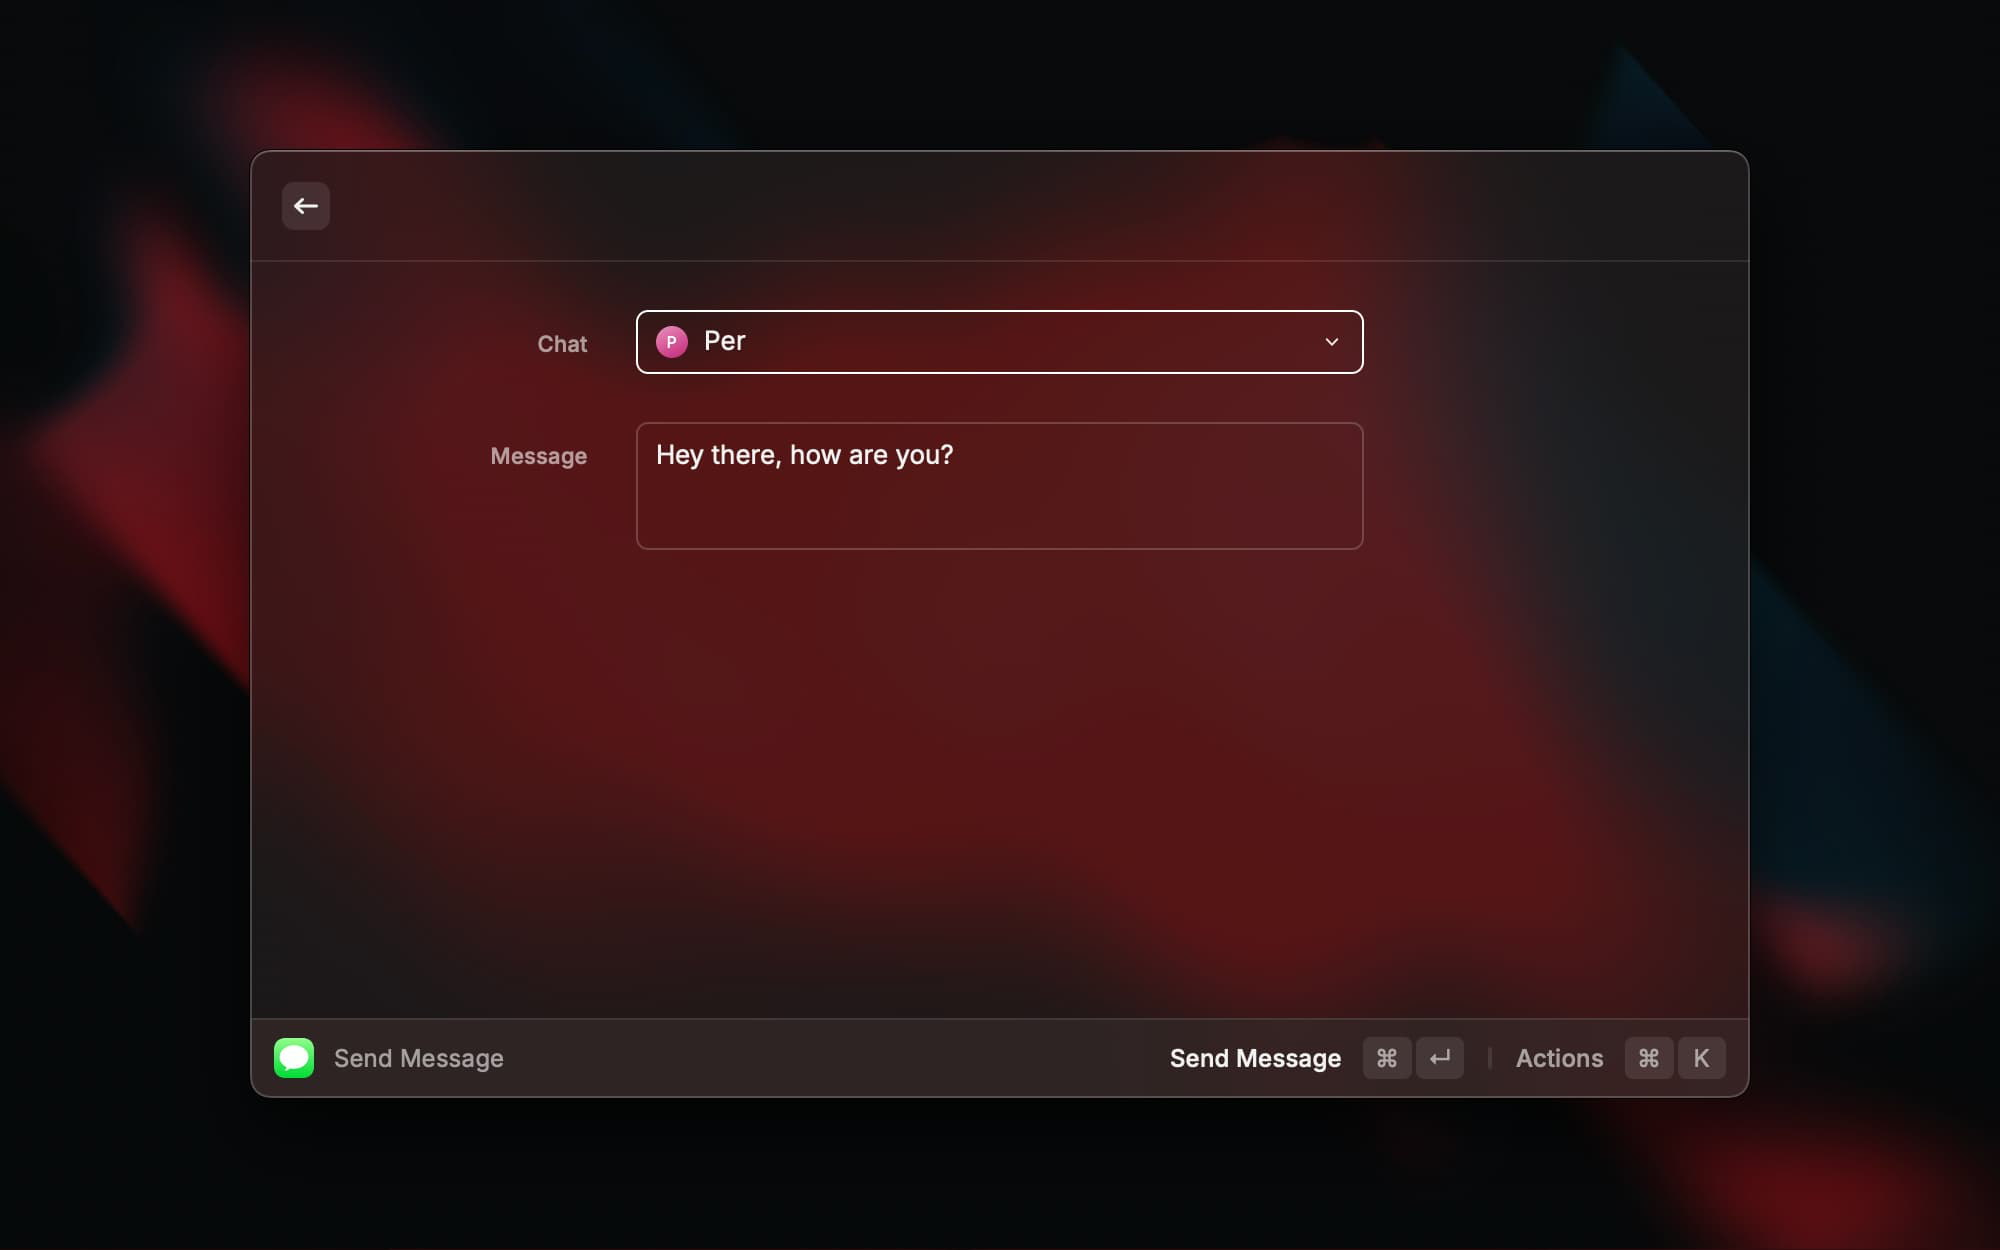 Chat
P Per
Message
Hey there, how are you?
Send Message
Send Message ⌘ ↵ | Actions ⌘ K